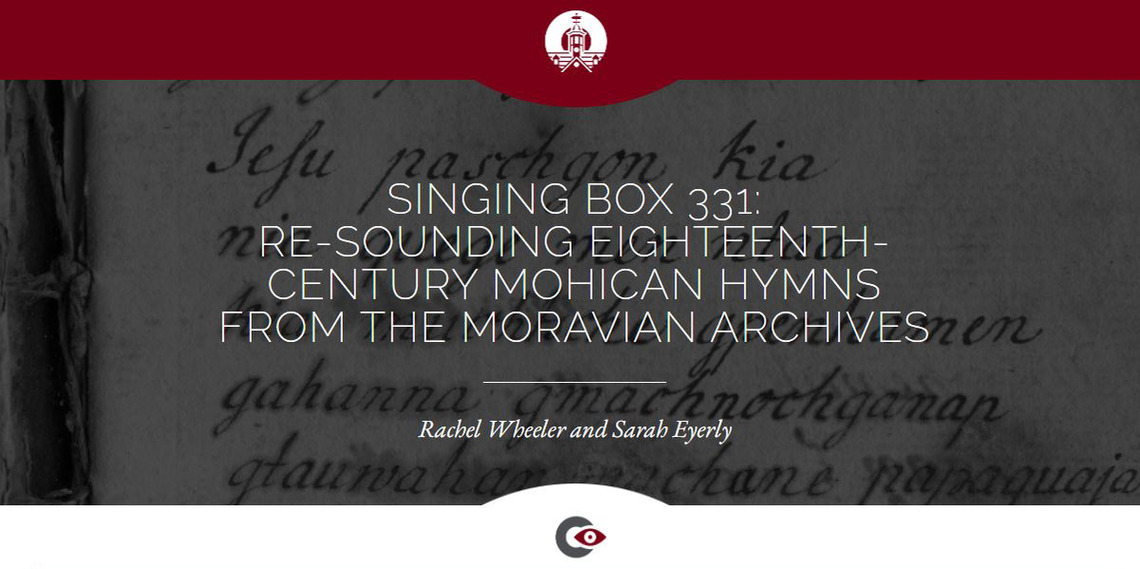 Jesu paschgon kia
SINGING BOX 331:
RE-SOUNDING EIGHTEENTH-
CENTURY MOHICAN HYMNS
FROM THE MORAVIAN ARCHIVES
gahanna gmachnochganap
Rachel Wheeler and Sarah Eyerly